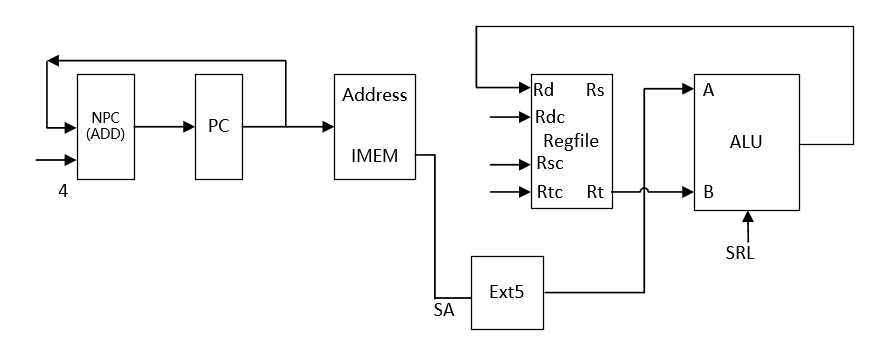 NPC
(ADD)
4
PC
Address
IMEM
Rd Rs
Rdc
Regfile
Rsc
Rtc Rt
A
ALU
B
SRL
SA
Ext5